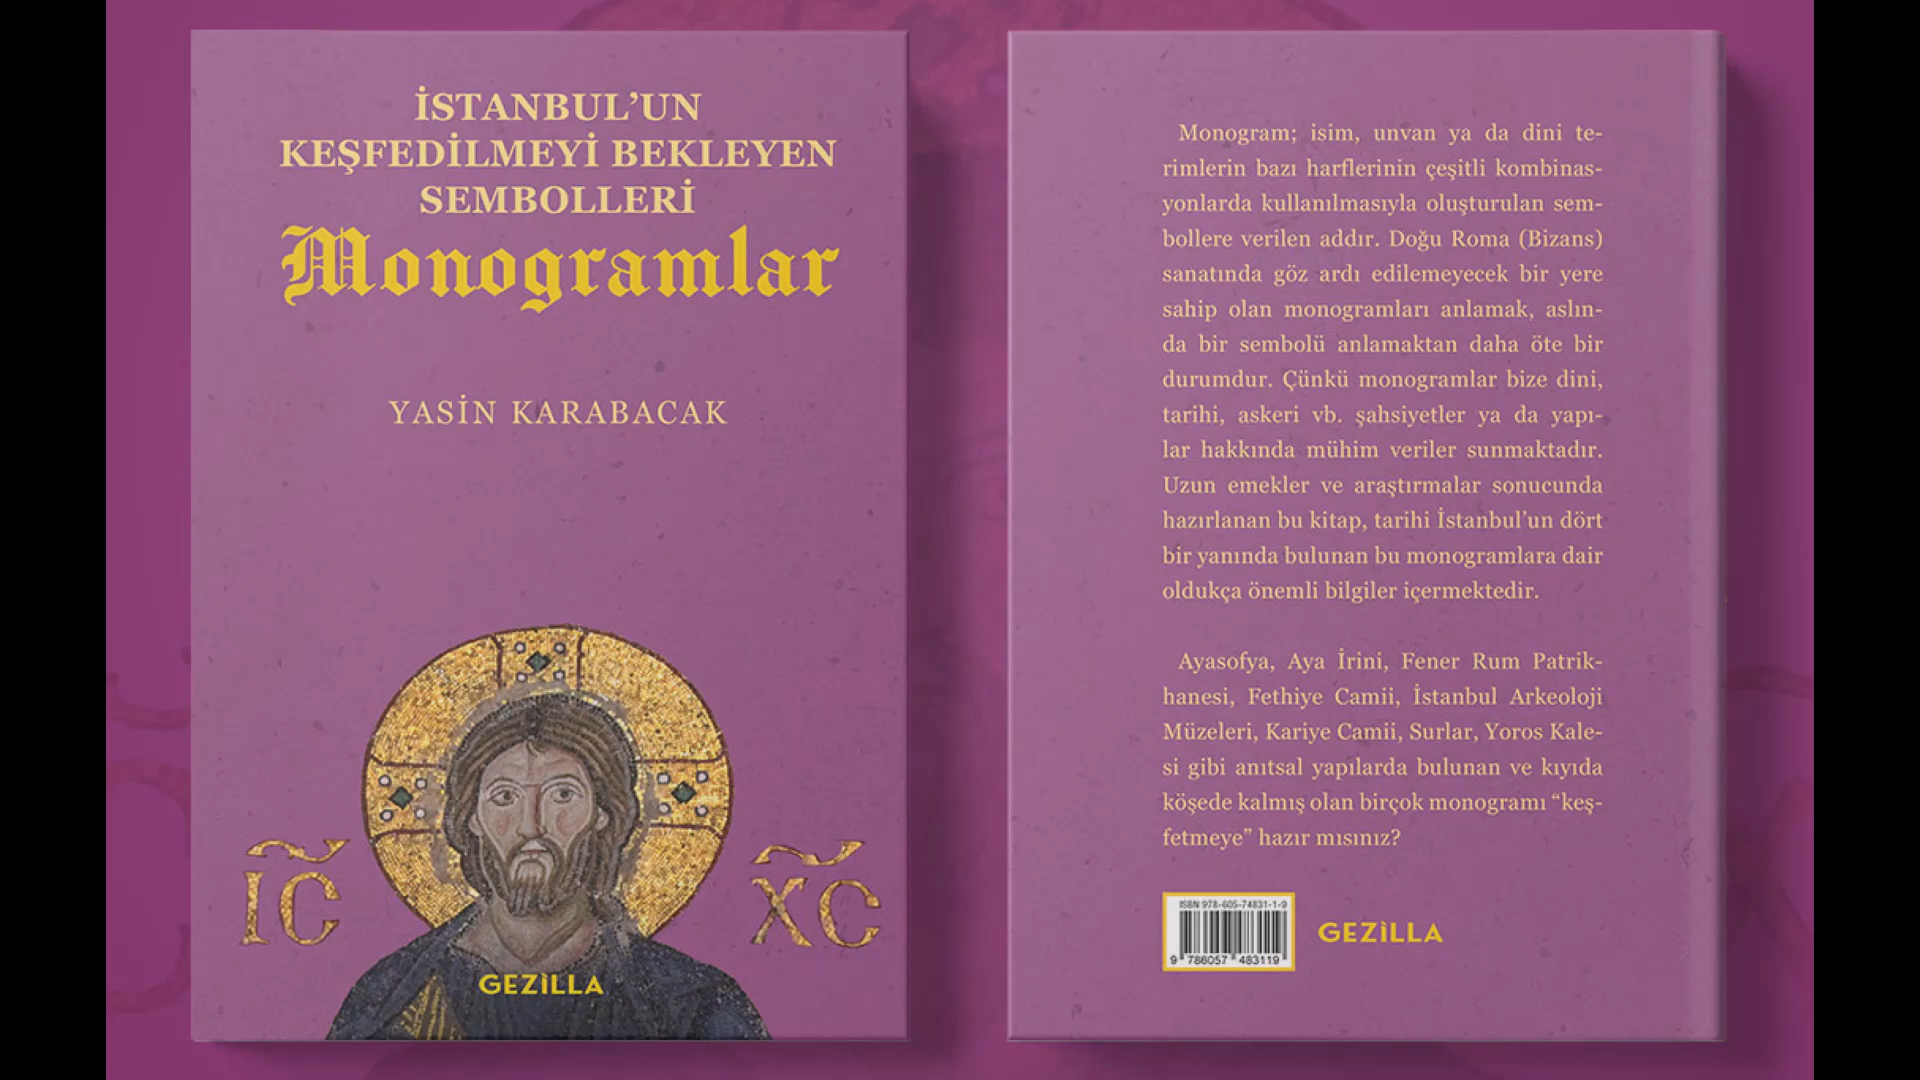 İSTANBUL’UN
KEŞFEDİLMEYİ BEKLEYEN
SEMBOLLERİ
Monogramlar
YASİN KARABACAK
IC
XC
GEZİLLA
Monogram; isim, unvan ya da dini te-
rimlerin bazı harflerinin çeşitli kombinas-
yonlarda kullanılmasıyla oluşturulan sem-
bollere verilen addır. Doğu Roma (Bizans)
sanatında göz ardı edilemeyecek bir yere
sahip olan monogramları anlamak, aslın-
da bir sembolü anlamaktan daha öte bir
durumdur. Çünkü monogramlar bize dini,
tarihi, askeri vb. şahsiyetler ya da yapı-
lar hakkında mühim veriler sunmaktadır.
Uzun emekler ve araştırmalar sonucunda
hazırlanan bu kitap, tarihi İstanbul’un dört
bir yanında bulunan bu monogramlara dair
oldukça önemli bilgiler içermektedir.
Ayasofya, Aya İrini, Fener Rum Patrik-
hanesi, Fethiye Camii, İstanbul Arkeoloji
Müzeleri, Kariye Camii, Surlar, Yoros Kale-
si gibi anıtsal yapılarda bulunan ve kıyıda
köşede kalmış olan birçok monogramı “keş-
fetmeye” hazır mısınız?
ISBN 978-605-74831-1-9
9 786057 483119
GEZİLLA